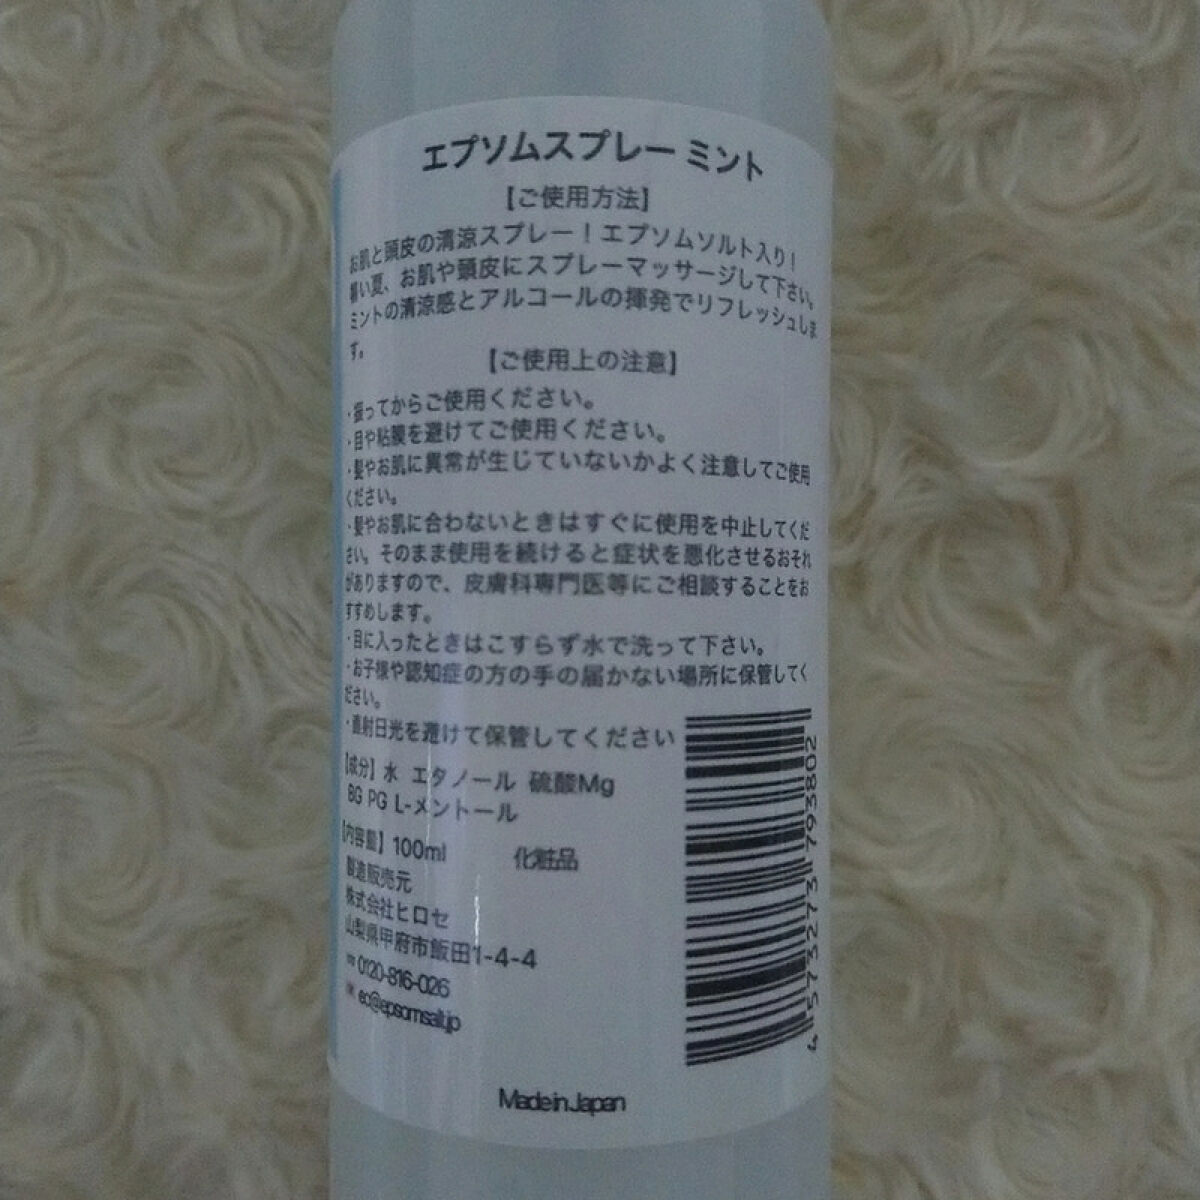 エプソムスプレー ミント
【ご使用方法】
お肌と頭皮の清涼スプレー！エプソムソルト入り！
暑い夏、お肌や頭皮にスプレーマッサージして下さい。
ミントの清涼感とアルコールの揮発でリフレッシュしま
す。
【ご使用上の注意】
・振ってからご使用ください。
・目や粘膜を避けてご使用ください。
・髪やお肌に異常が生じていないかよく注意してご使用
ください。
・髪やお肌に合わないときはすぐに使用を中止してくだ
さい。そのまま使用を続けると症状を悪化させるおそれ
がありますので、皮膚科専門医等にご相談することをお
すすめします。
・目に入ったときはこすらず水で洗って下さい。
・お子様や認知症の方の手の届かない場所に保管してく
ださい。
・直射日光を避けて保管してください
【成分】水 エタノール 硫酸Mg
BG PG L-メントール
【内容量】100ml 化粧品
製造販売元
株式会社ヒロセ
山梨県甲府市飯田1-4-4
0120-816-026
ec@epsomsalt.jp
Made in Japan
4 573273 793802